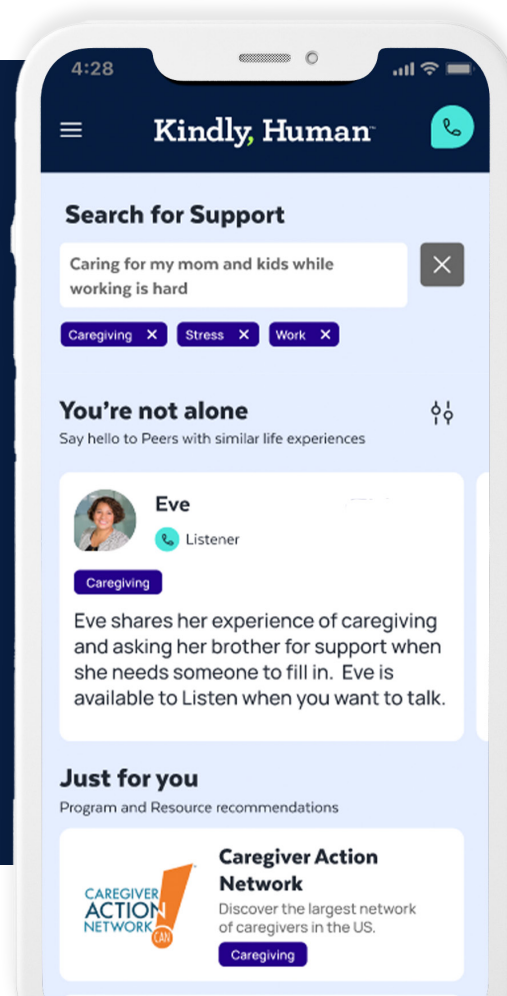 4:28
Kindly, Human
Search for Support
Caring for my mom and kids while
working is hard
Caregiving X
Stress X
Work X
You're not alone
Say hello to Peers with similar life experiences
Eve
Listener
Caregiving
Eve shares her experience of caregiving
and asking her brother for support when
she needs someone to fill in.  Eve is
available to Listen when you want to talk.
Just for you
Program and Resource recommendations
CAREGIVER
ACTION
NETWORK
CAN
Caregiver Action
Network
Discover the largest network
of caregivers in the US.
Caregiving